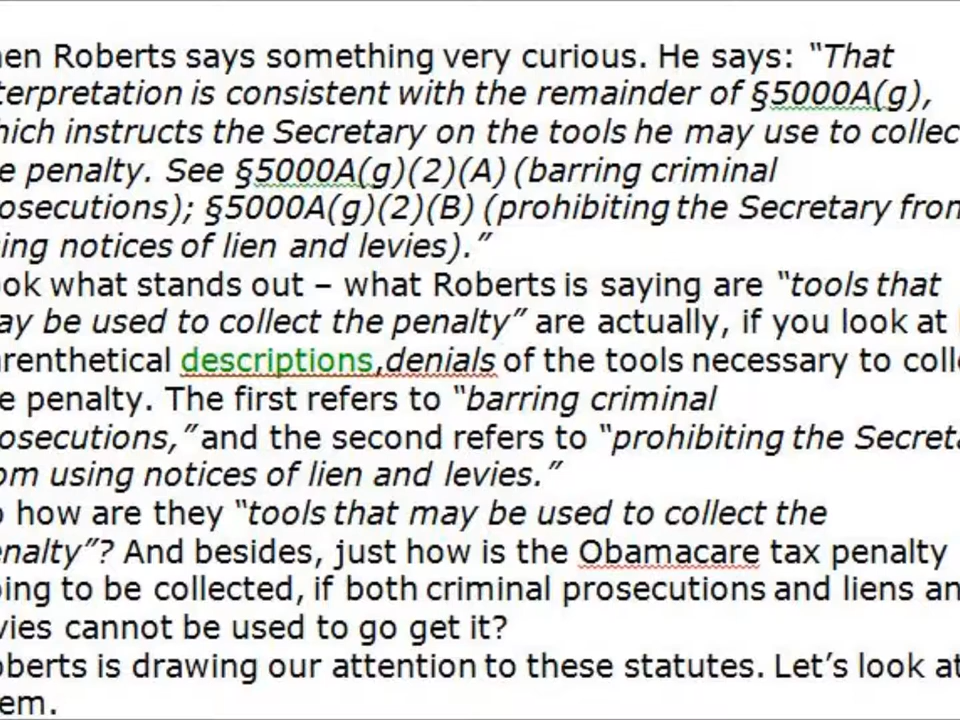 en Roberts says something very curious. He says: “That
terpretation is consistent with the remainder of §5000A(g),
hich instructs the Secretary on the tools he may use to collec
e penalty. See §5000A(g)(2)(A) (barring criminal
osecutions); §5000A(g)(2)(B) (prohibiting the Secretary fron
ing notices of lien and levies).”
ok what stands out – what Roberts is saying are “tools that
ay be used to collect the penalty” are actually, if you look at
renthetical descriptions,denials of the tools necessary to coll
e penalty. The first refers to “barring criminal
osecutions,” and the second refers to “prohibiting the Secreta
om using notices of lien and levies.”
o how are they “tools that may be used to collect the
enalty”? And besides, just how is the Obamacare tax penalty
oing to be collected, if both criminal prosecutions and liens an
vies cannot be used to go get it?
oberts is drawing our attention to these statutes. Let’s look at
em.